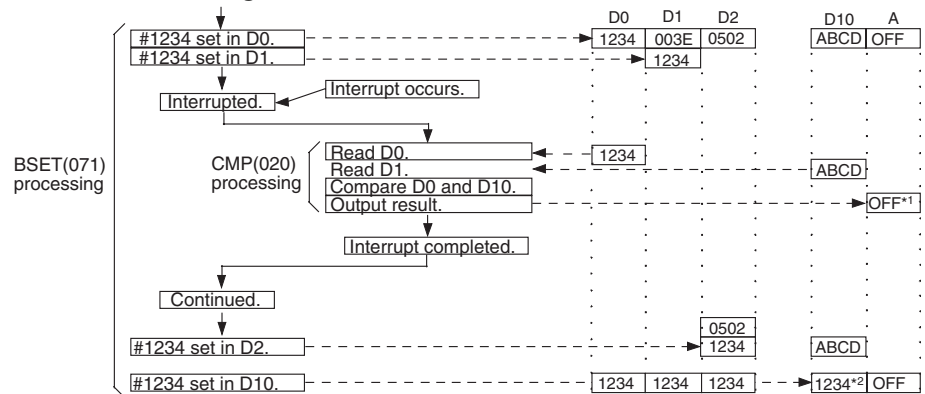 D0 D1 D2 D10 A
#1234 set in D0. 1234 003E 0502 ABCD OFF
#1234 set in D1. 1234
Interrupt occurs.
Interrupted.
BSET(071)
processing
CMP(020)
processing
Read D0. 1234
Read D1. ABCD
Compare D0 and D10.
Output result. OFF*1
Interrupt completed.
Continued.
0502
#1234 set in D2. 1234 ABCD
#1234 set in D10. 1234 1234 1234 1234*2 OFF